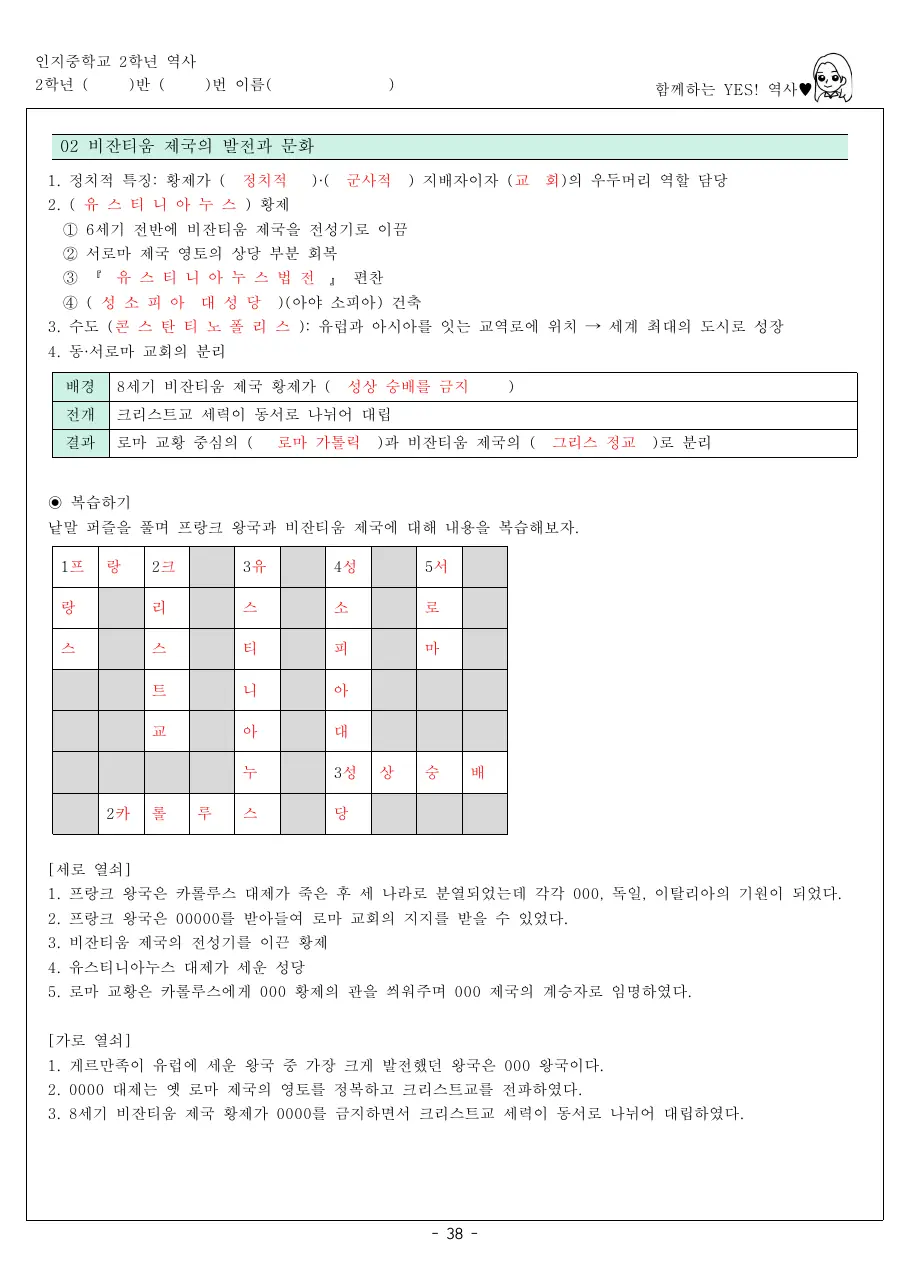 인지중학교 2학년 역사
2학년 (     )반 (     )번 이름(               )
함께하는 YES! 역사♥
02 비잔티움 제국의 발전과 문화
1. 정치적 특징: 황제가 (  정치적   )·(  군사적  ) 지배자이자 (교  회)의 우두머리 역할 담당
2. ( 유 스 티 니 아 누 스 ) 황제
① 6세기 전반에 비잔티움 제국을 전성기로 이끔
② 서로마 제국 영토의 상당 부분 회복
③ 『  유 스 티 니 아 누 스 법 전  』 편찬
④ ( 성 소 피 아  대 성 당  )(아야 소피아) 건축
3. 수도 (콘 스 탄 티 노 폴 리 스 ): 유럽과 아시아를 잇는 교역로에 위치 → 세계 최대의 도시로 성장
4. 동·서로마 교회의 분리
배경 8세기 비잔티움 제국 황제가 (  성상 숭배를 금지     )
전개 크리스트교 세력이 동서로 나뉘어 대립
결과 로마 교황 중심의 (   로마 가톨릭  )과 비잔티움 제국의 (  그리스 정교  )로 분리
◉ 복습하기
낱말 퍼즐을 풀며 프랑크 왕국과 비잔티움 제국에 대해 내용을 복습해보자.
1프 랑 2크 3유 4성 5서
랑 리 스 소 로
스 스 티 피 마
트 니 아
교 아 대
누 3성 상 숭 배
2카 롤 루 스 당
[세로 열쇠]
1. 프랑크 왕국은 카롤루스 대제가 죽은 후 세 나라로 분열되었는데 각각 000, 독일, 이탈리아의 기원이 되었다.
2. 프랑크 왕국은 00000를 받아들여 로마 교회의 지지를 받을 수 있었다.
3. 비잔티움 제국의 전성기를 이끈 황제
4. 유스티니아누스 대제가 세운 성당
5. 로마 교황은 카롤루스에게 000 황제의 관을 씌워주며 000 제국의 계승자로 임명하였다.
[가로 열쇠]
1. 게르만족이 유럽에 세운 왕국 중 가장 크게 발전했던 왕국은 000 왕국이다.
2. 0000 대제는 옛 로마 제국의 영토를 정복하고 크리스트교를 전파하였다.
3. 8세기 비잔티움 제국 황제가 0000를 금지하면서 크리스트교 세력이 동서로 나뉘어 대립하였다.
- 38 -